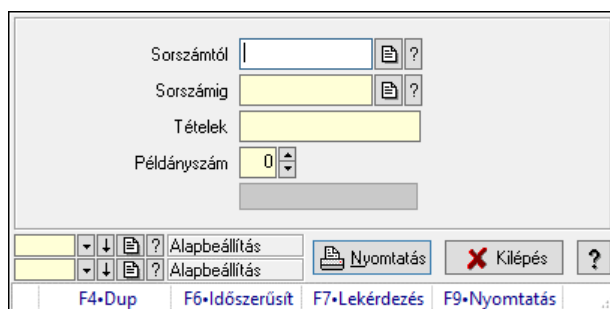 Sorszámtól ?
Sorszámig ?
Tételek
Példányszám 0
? Alapbeállítás
? Alapbeállítás
Nyomtatás Kilépés ?
F4•Dup F6•Időszerűsít F7•Lekérdezés F9•Nyomtatás